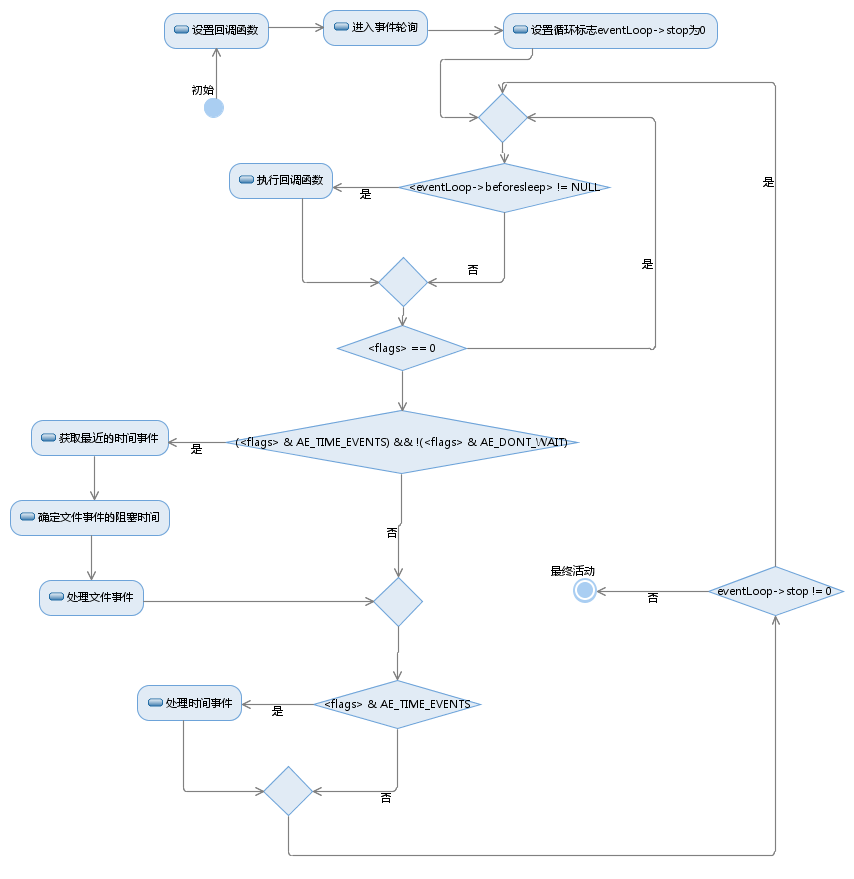 设置回调函数
进入事件轮询
设置循环标志eventLoop->stop为0
初始
执行回调函数
是
<eventLoop->beforesleep> != NULL
是
否
是
<flags> == 0
获取最近的时间事件
是
(<flags> & AE_TIME_EVENTS) && !(<flags> & AE_DONT_WAIT)
确定文件事件的阻塞时间
否
最终活动
处理文件事件
否
eventLoop->stop != 0
处理时间事件
是
<flags> & AE_TIME_EVENTS
否